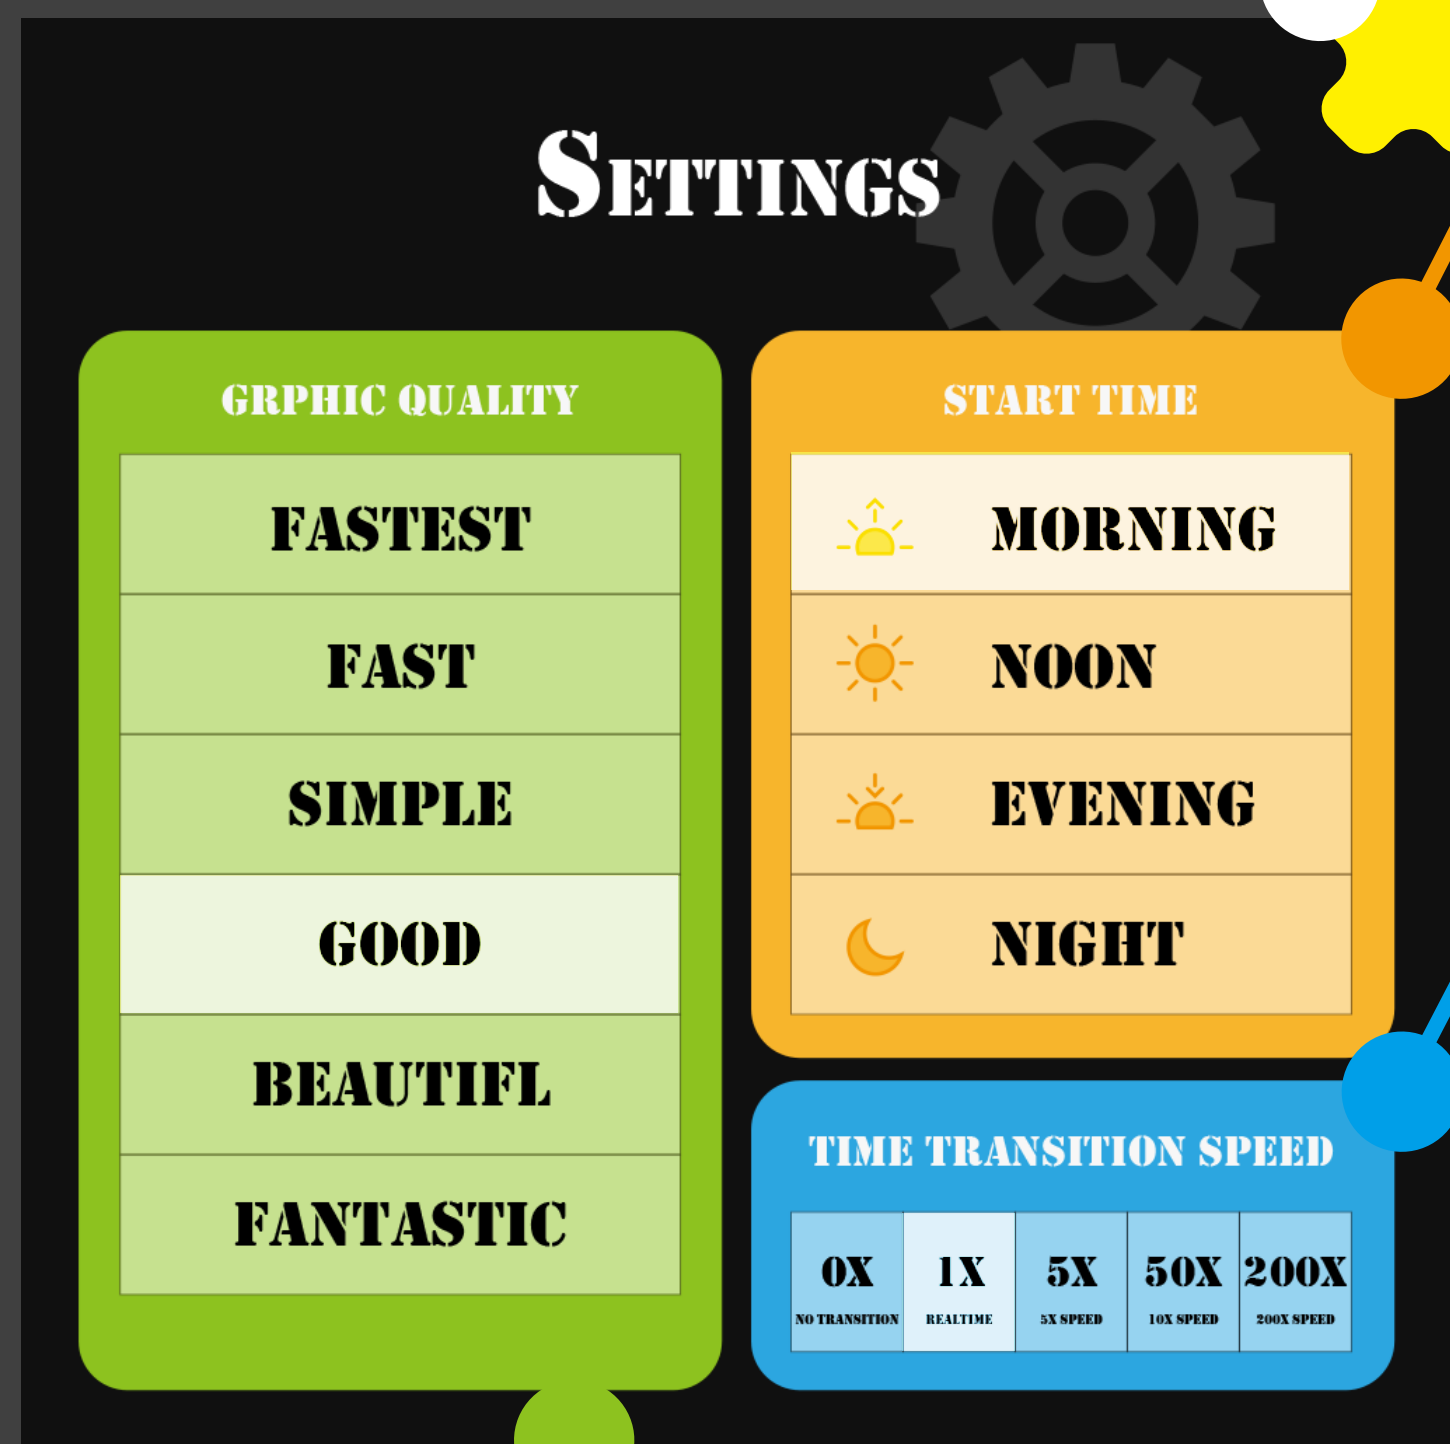 SETTINGS
GRPHIC QUALITY
FASTEST
FAST
SIMPLE
GOOD
BEAUTIFL
FANTASTIC
START TIME
MORNING
NOON
EVENING
NIGHT
TIME TRANSITION SPEED
0X 1X 5X 50X 200X
NO TRANSITION REALTIME 5X SPEED 10X SPEED 200X SPEED